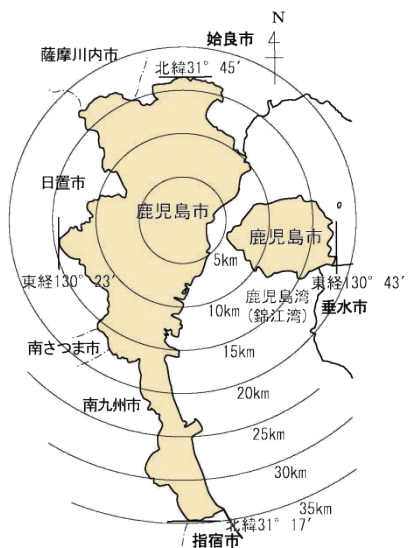 N
姶良市
薩摩川内市
北緯31° 45′
日置市
鹿児島市
鹿児島市
5km
東経130° 23′
東経130° 43′
鹿児島湾
(錦江湾)
10km
垂水市
15km
南さつま市
20km
南九州市
25km
30km
35km
北緯31° 17′
指宿市